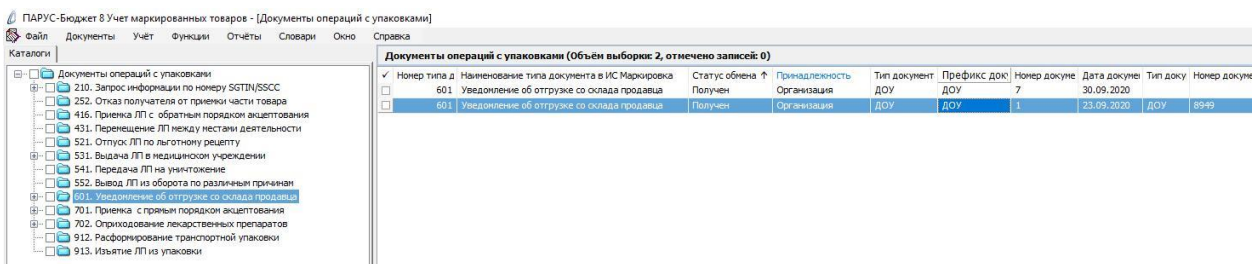 ПАРУС-Бюджет 8 Учет маркированных товаров - [Документы операций с упаковками]
Файл Документы Учёт Функции Отчёты Словари Окно Справка
Каталоги
Документы операций с упаковками
210. Запрос информации по номеру SGTIN/SSCC
252. Отказ получателя от приемки части товара
416. Приемка ЛП с обратным порядком акцептования
431. Перемещение ЛП между местами деятельности
521. Отпуск ЛП по льготному рецепту
531. Выдача ЛП в медицинском учреждении
541. Передача ЛП на уничтожение
552. Вывод ЛП из оборота по различным причинам
601. Уведомление об отгрузке со склада продавца
701. Приемка с прямым порядком акцептования
702. Оприходование лекарственных препаратов
912. Расформирование транспортной упаковки
913. Изъятие ЛП из упаковки
Документы операций с упаковками (Объём выборки: 2, отмечено записей: 0)
Номер типа д Наименование типа документа в ИС Маркировка Статус обмена Принадлежность Тип документ Префикс док Номер докуме Дата докумен Тип доку Номер докуме
601 Уведомление об отгрузке со склада продавца Получен Организация ДОУ ДОУ 7 30.09.2020
601 Уведомление об отгрузке со склада продавца Получен Организация ДОУ ДОУ 1 23.09.2020 ДОУ 8949